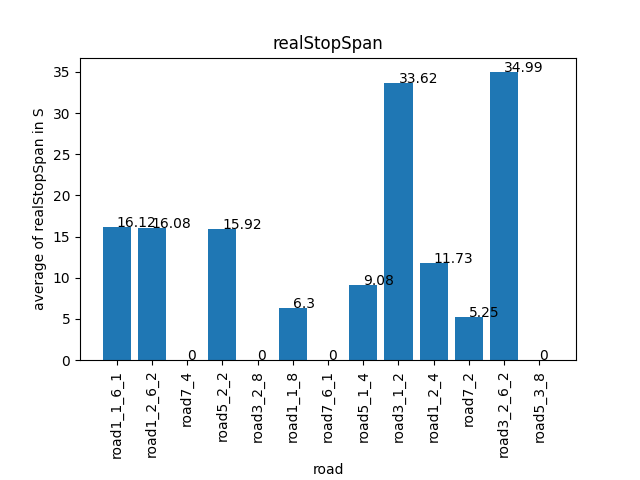 realStopSpan
average of realStopSpan in S
35
30
25
20
15
10
5
0
16.12
16.08
0
15.92
0
6.3
0
9.08
33.62
11.73
5.25
34.99
0
road1_1_6_1
road1_2_6_2
road7_4
road5_2_2
road3_2_8
road1_1_8
road7_6_1
road5_1_4
road3_1_2
road1_2_4
road7_2
road3_2_6_2
road5_3_8
road